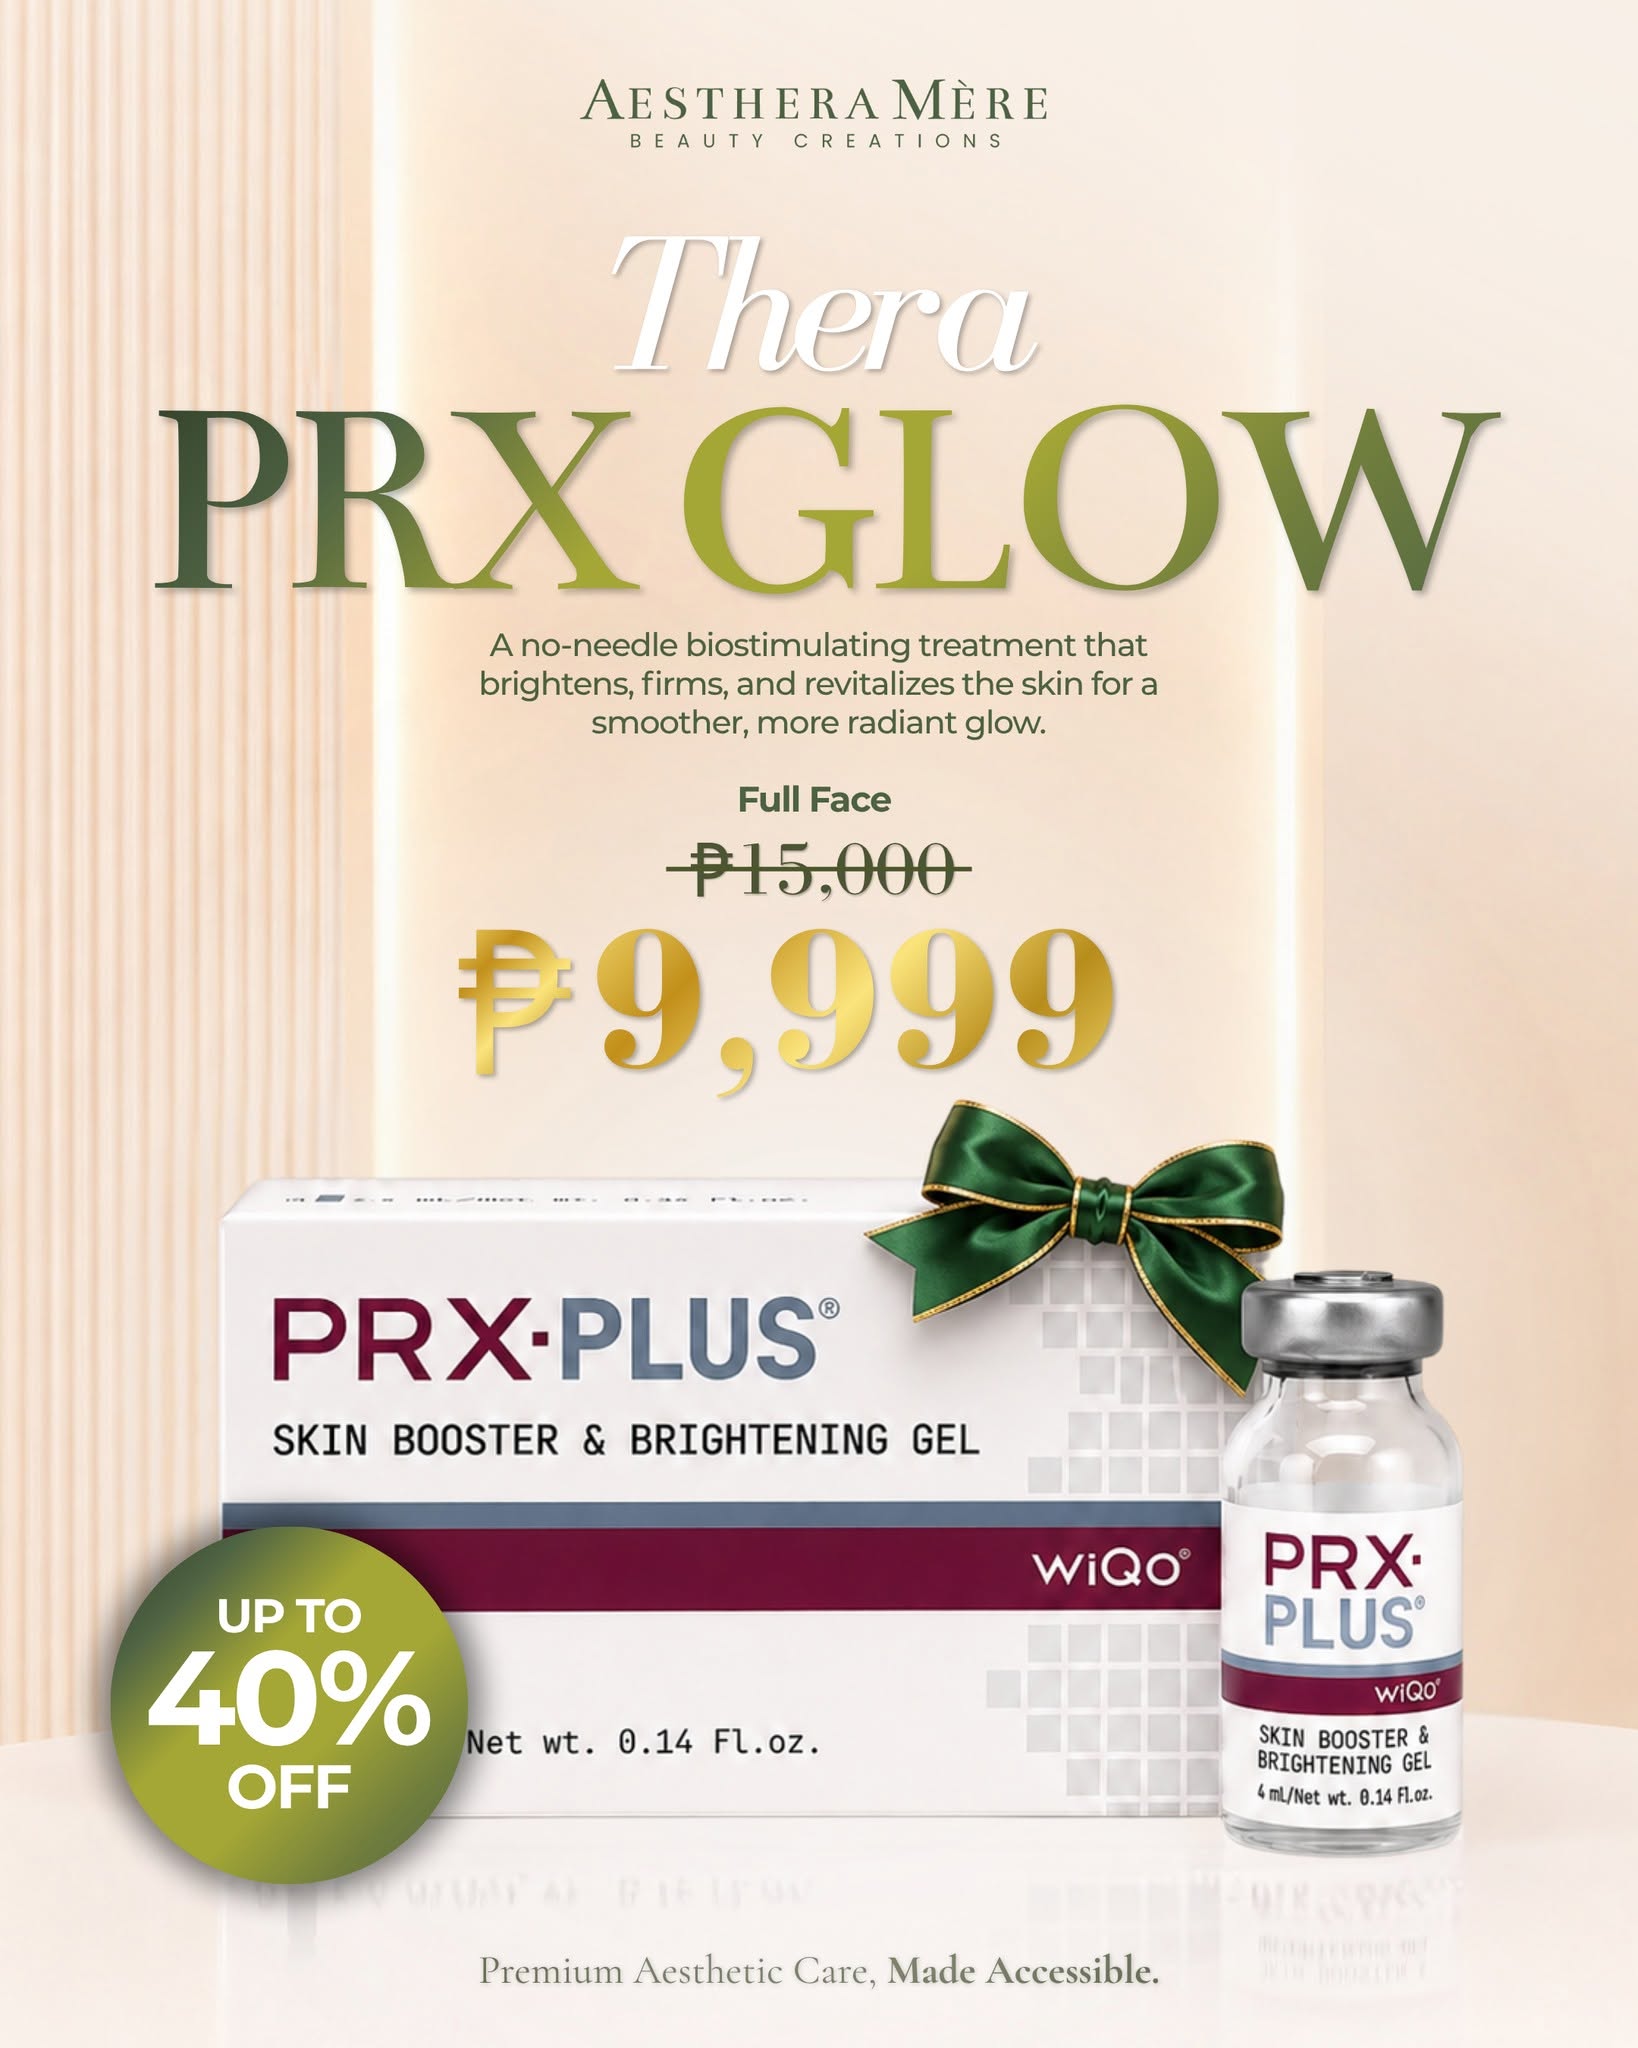 AESTHERA MÈRE
BEAUTY CREATIONS
Thera
PRX GLOW
A no-needle biostimulating treatment that
brightens, firms, and revitalizes the skin for a
smoother, more radiant glow.
Full Face
₱15,000
₱9,999
PRX·PLUS®
SKIN BOOSTER & BRIGHTENING GEL
wiQo®
Net wt. 0.14 Fl.oz.
PRX·
PLUS®
wiQo®
SKIN BOOSTER &
BRIGHTENING GEL
4 mL/Net wt. 0.14 Fl.oz.
UP TO
40%
OFF
Premium Aesthetic Care, Made Accessible.